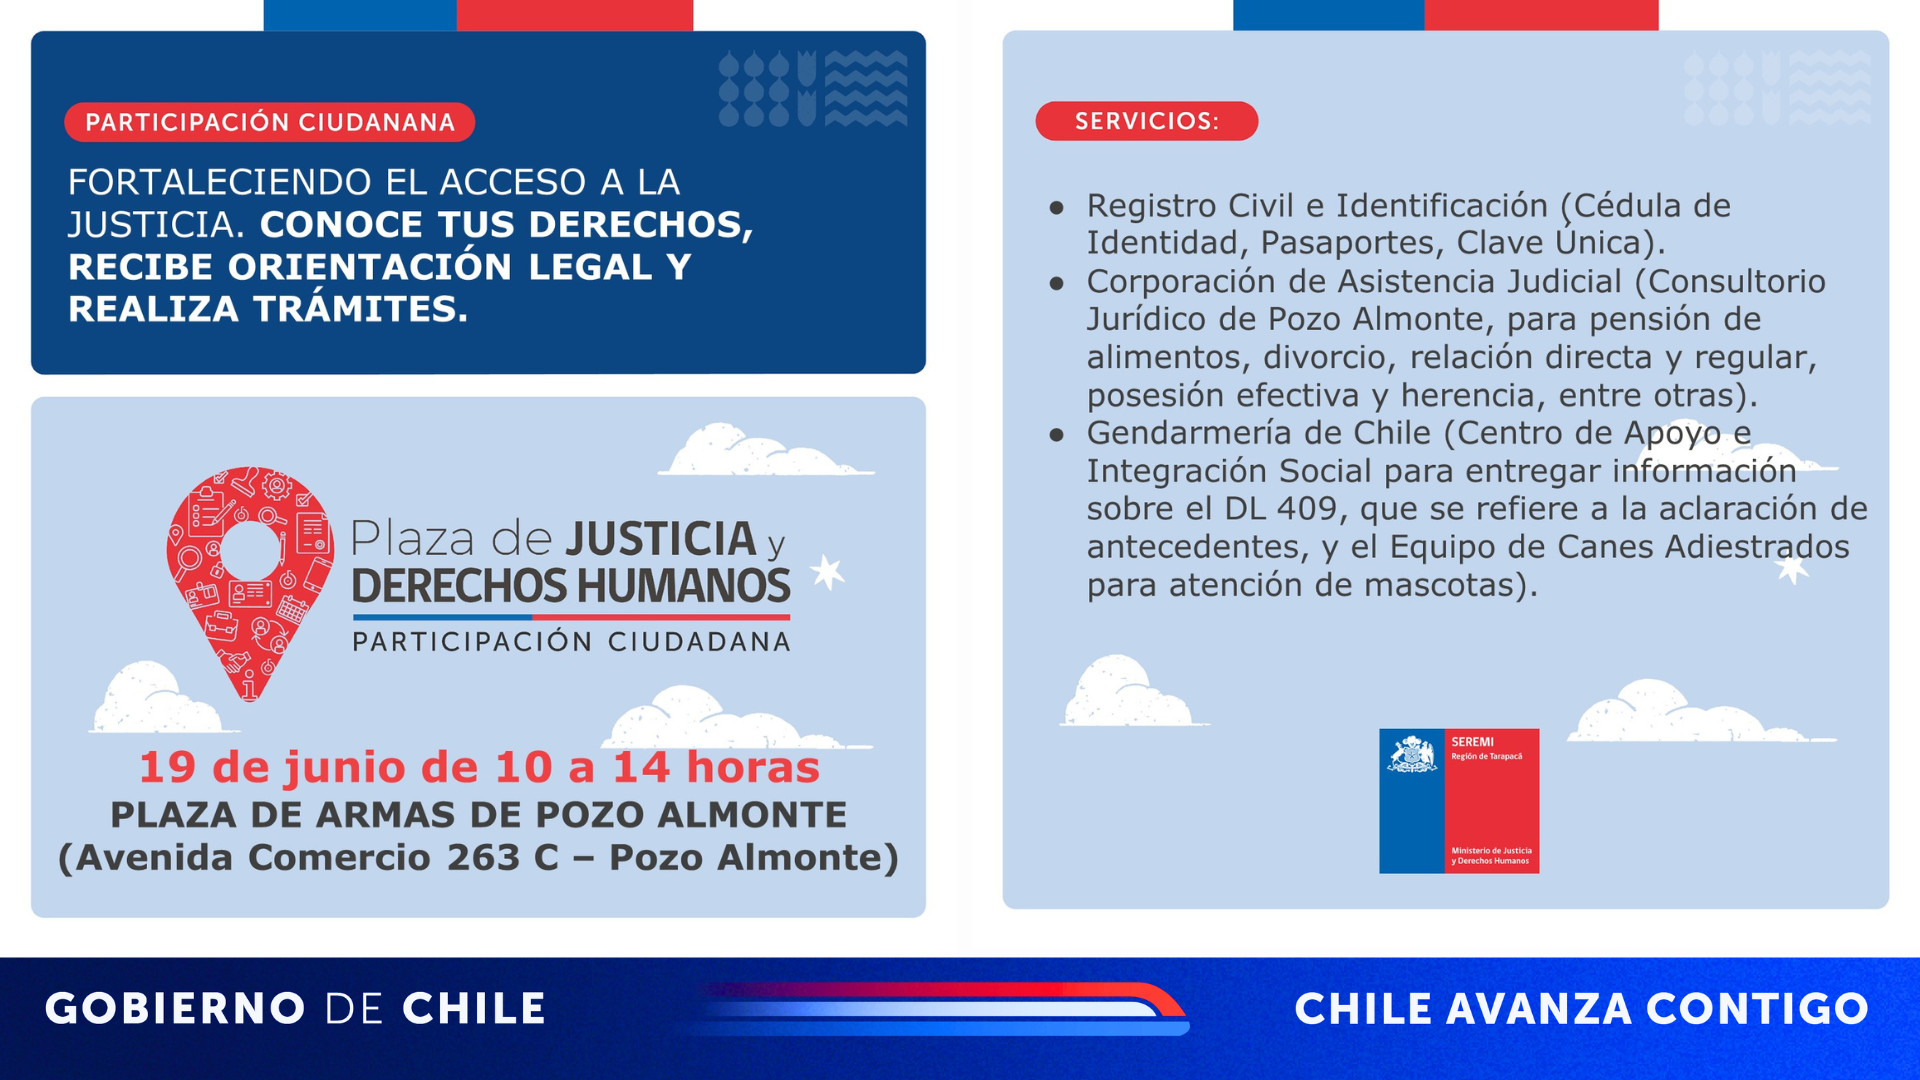 PARTICIPACIÓN CIUDANANA
FORTALECIENDO EL ACCESO A LA
JUSTICIA. CONOCE TUS DERECHOS,
RECIBE ORIENTACIÓN LEGAL Y
REALIZA TRÁMITES.
Plaza de JUSTICIA y
DERECHOS HUMANOS
PARTICIPACIÓN CIUDADANA
19 de junio de 10 a 14 horas
PLAZA DE ARMAS DE POZO ALMONTE
(Avenida Comercio 263 C – Pozo Almonte)
SERVICIOS:
● Registro Civil e Identificación (Cédula de
Identidad, Pasaportes, Clave Única).
● Corporación de Asistencia Judicial (Consultorio
Jurídico de Pozo Almonte, para pensión de
alimentos, divorcio, relación directa y regular,
posesión efectiva y herencia, entre otras).
● Gendarmería de Chile (Centro de Apoyo e
Integración Social para entregar información
sobre el DL 409, que se refiere a la aclaración de
antecedentes, y el Equipo de Canes Adiestrados
para atención de mascotas).
SEREMI
Región de Tarapacá
Ministerio de Justicia
y Derechos Humanos
GOBIERNO DE CHILE
CHILE AVANZA CONTIGO